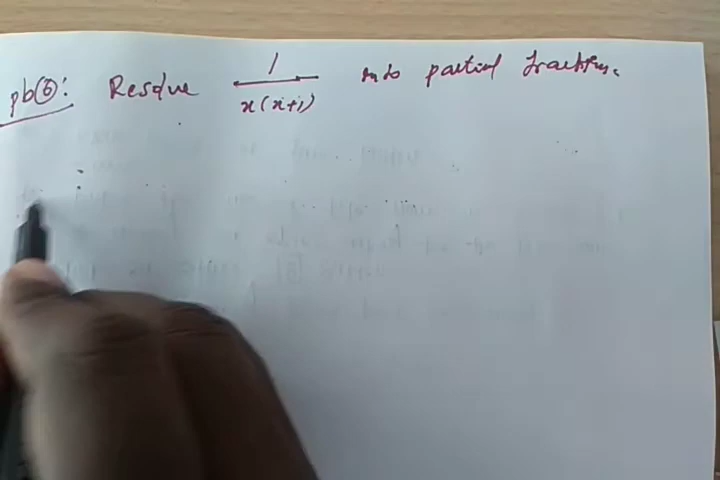 pb⑥: Resolve 1/x(x+1) into partial fractions.